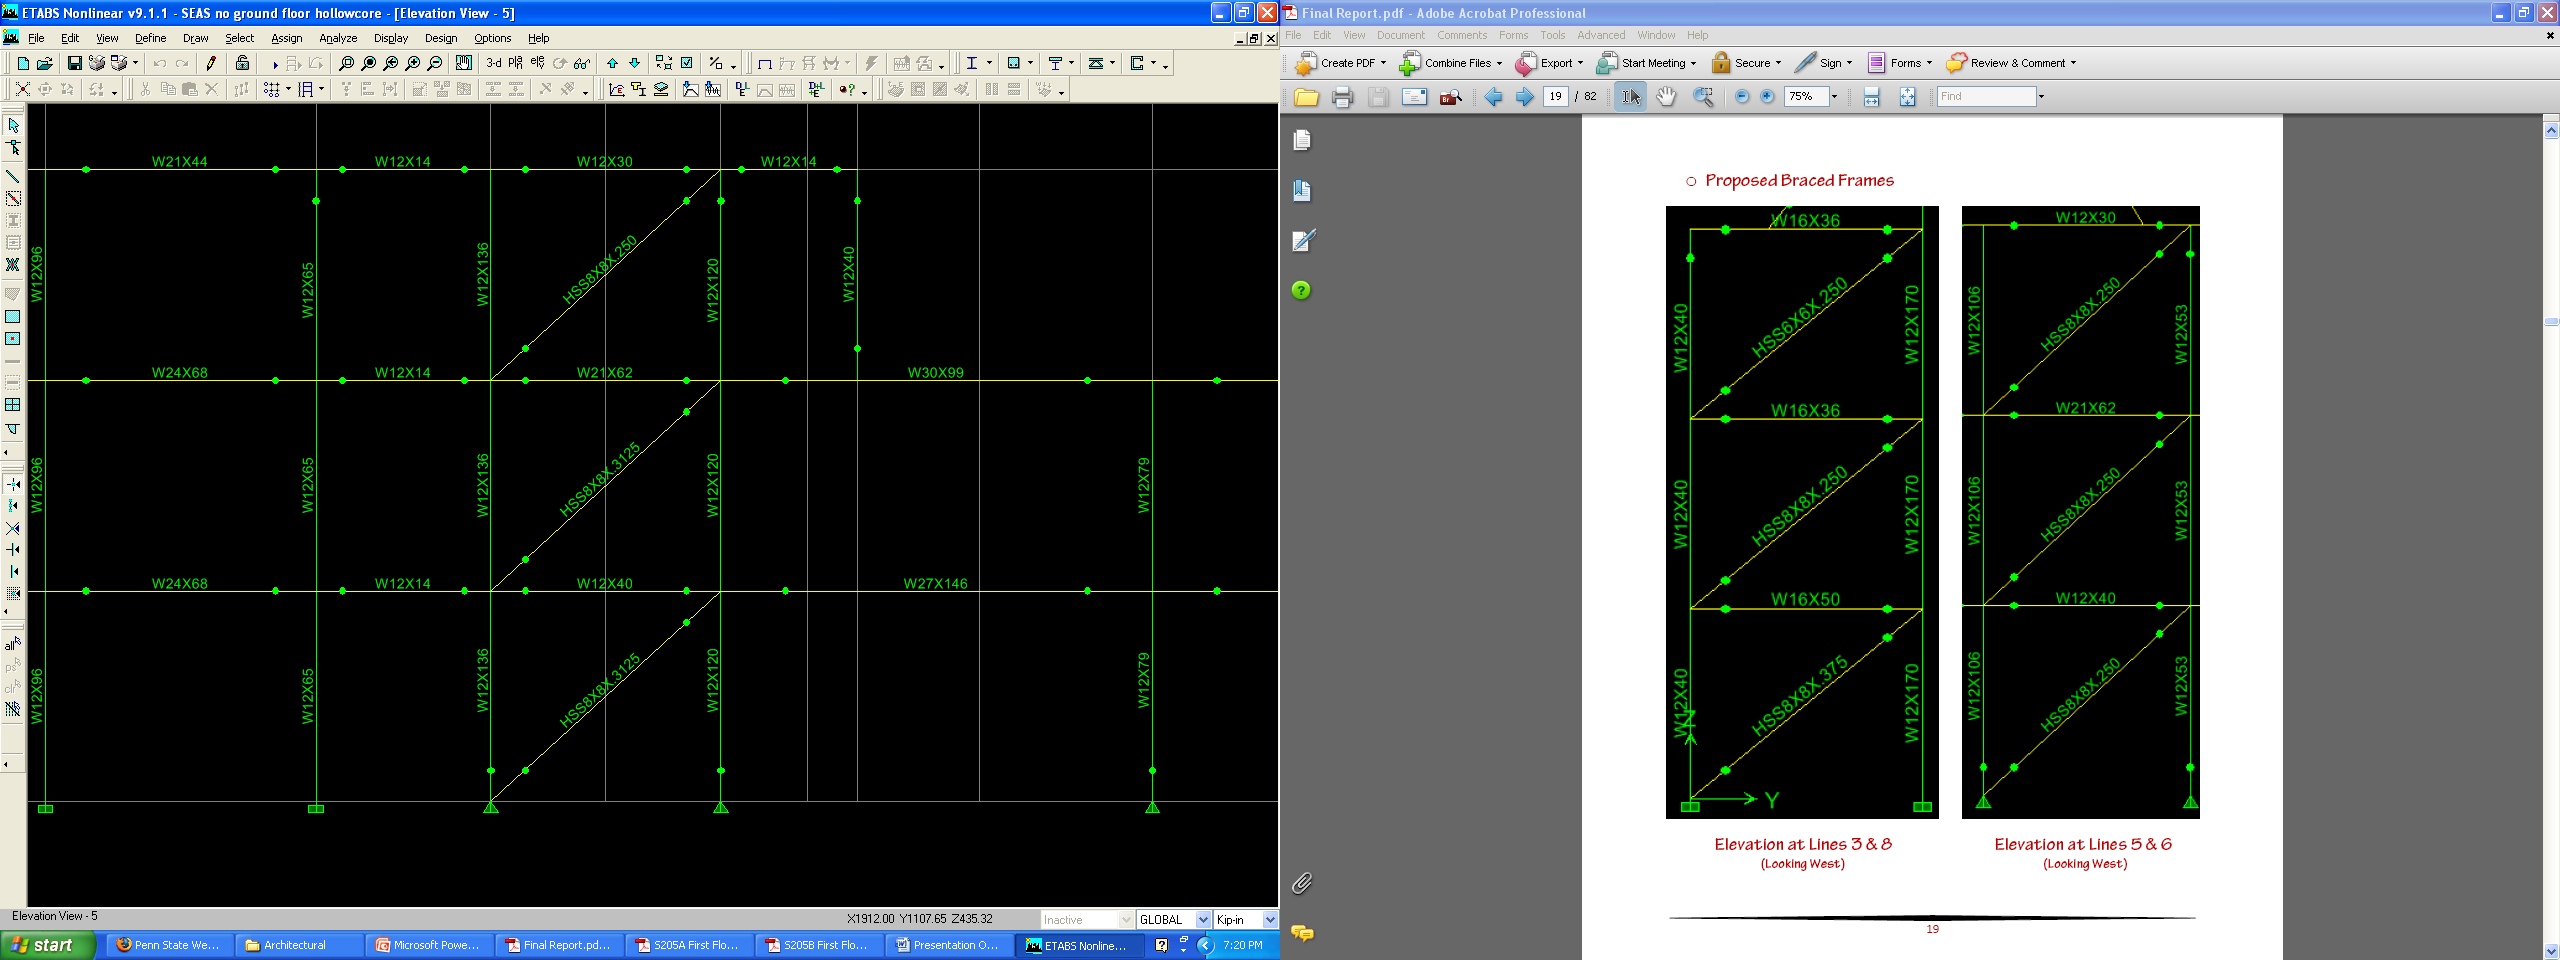 ETABS Nonlinear v9.1.1 - SEAS no ground floor hollowcore - [Elevation View - 5]
File Edit View Define Draw Select Assign Analyze Display Design Options Help
3-d
all
ps
clr
W21X44 W12X14 W12X30 W12X14
W12X96 W12X65 W12X136 HSS8X8X.250 W12X120 W12X40
W24X68 W12X14 W21X62 W30X99
W12X96 W12X65 W12X136 HSS8X8X.3125 W12X120 W12X79
W24X68 W12X14 W12X40 W27X146
W12X96 W12X65 W12X136 HSS8X8X.3125 W12X120 W12X79
Elevation View - 5
X1912.00 Y1107.65 Z435.32
Inactive
GLOBAL
Kip-in
start
Penn State We...
Architectural
Microsoft Powe...
Final Report.pd...
S205A First Flo...
S205B First Flo...
Presentation O...
ETABS Nonline...
7:20 PM
Final Report.pdf - Adobe Acrobat Professional
File Edit View Document Comments Forms Tools Advanced Window Help
Create PDF Combine Files Export Start Meeting Secure Sign Forms Review & Comment
19 / 82 75% Find
Proposed Braced Frames
W16X36
W12X40 HSS6X6X.250 W12X170
W16X36
W12X40 HSS8X8X.250 W12X170
W16X50
W12X40 HSS8X8X.375 W12X170
Z
Y
W12X30
W12X106 HSS8X8X.250 W12X53
W21X62
W12X106 HSS8X8X.250 W12X53
W12X40
W12X106 HSS8X8X.250 W12X53
Elevation at Lines 3 & 8
(Looking West)
Elevation at Lines 5 & 6
(Looking West)
19